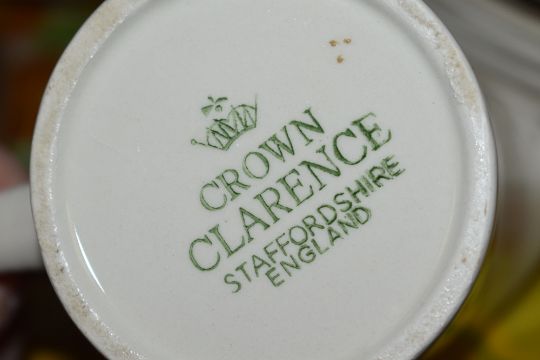 CROWN
CLARENCE
STAFFORDSHIRE
ENGLAND